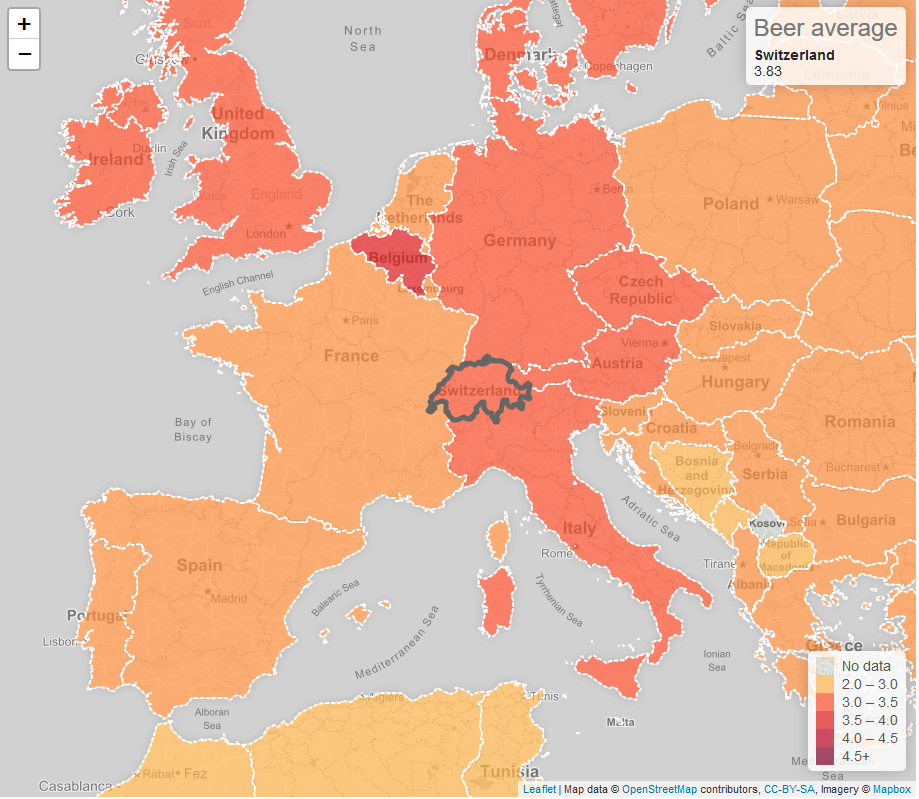 +
−
Beer average
Switzerland
3.83
North
Sea
Baltic
Scot
Glasgow
Denmark
Copenhagen
Lithuania
Vilnius
United
Kingdom
Dublin
Ireland
Irish Sea
Cork
Wales
England
London
English Channel
The
Netherlands
Berlin
Poland
Warsaw
Germany
Belgium
Luxembourg
Czech
Republic
Paris
France
Slovakia
Vienna
Austria
Budapest
Hungary
Switzerland
Slovenia
Croatia
Romania
Bay of
Biscay
Bosnia
and
Herzegovina
Belgrade
Serbia
Bucharest
Adriatic Sea
Kosovo
Sofia
Bulgaria
Italy
Rome
Republic
of
Macedonia
Tirane
Albania
Spain
Madrid
Balearic Sea
Tyrrhenian Sea
Portugal
Lisbon
Mediterranean Sea
Ionian
Sea
Greece
Algiers
Tunis
Malta
Alboran
Sea
Rabat
Fez
Casablanca
Tunisia
Sea
No data
2.0 – 3.0
3.0 – 3.5
3.5 – 4.0
4.0 – 4.5
4.5+
Leaflet | Map data © OpenStreetMap contributors, CC-BY-SA, Imagery © Mapbox